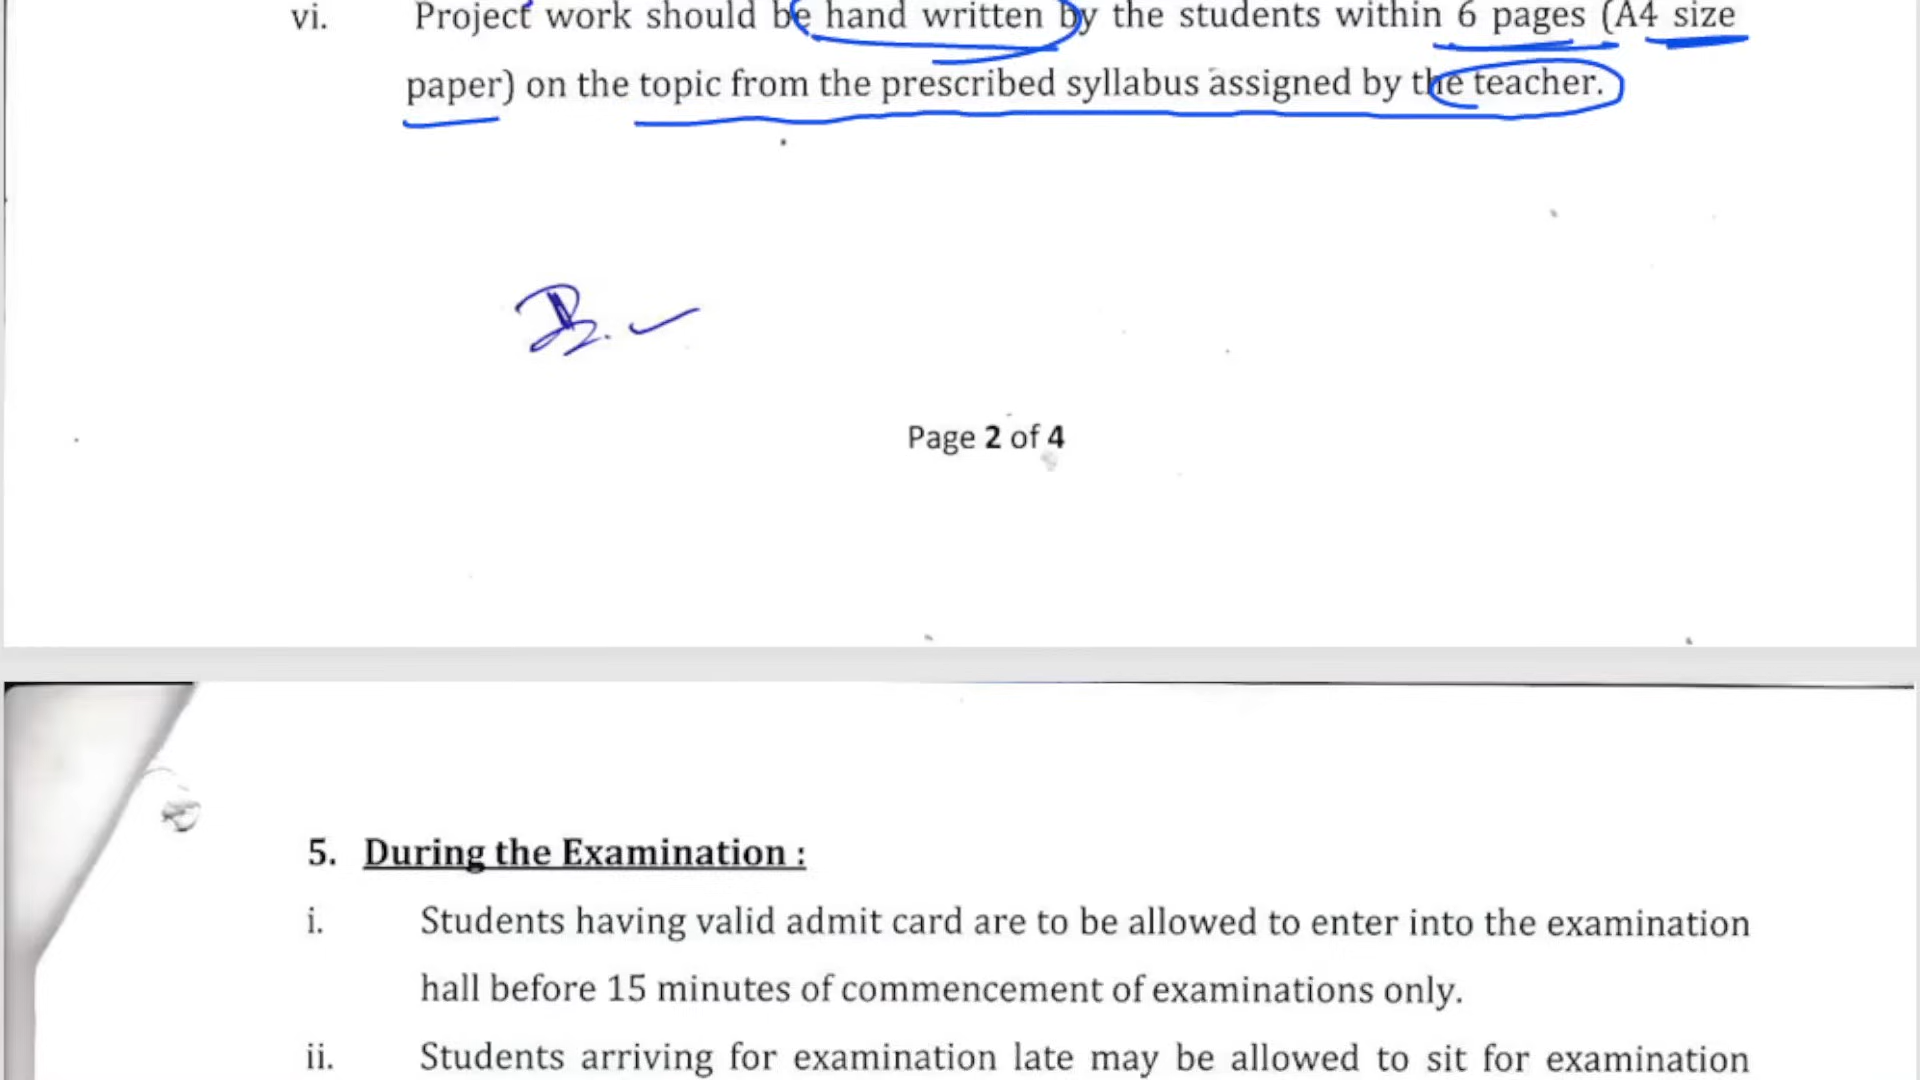 vi. Project work should be hand written by the students within 6 pages (A4 size
paper) on the topic from the prescribed syllabus assigned by the teacher.
Page 2 of 4
5. During the Examination :
i. Students having valid admit card are to be allowed to enter into the examination
hall before 15 minutes of commencement of examinations only.
ii. Students arriving for examination late may be allowed to sit for examination